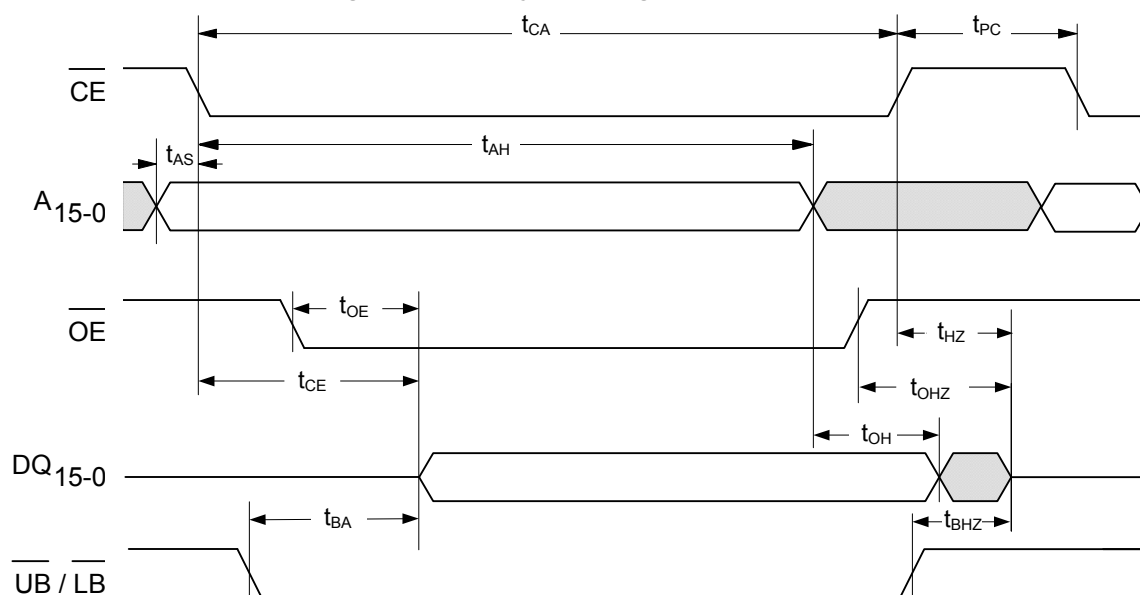 tCA
tPC
CE
tAS
tAH
A15-0
OE
tOE
tHZ
tCE
tOHZ
tOH
DQ15-0
tBA
tBHZ
UB / LB